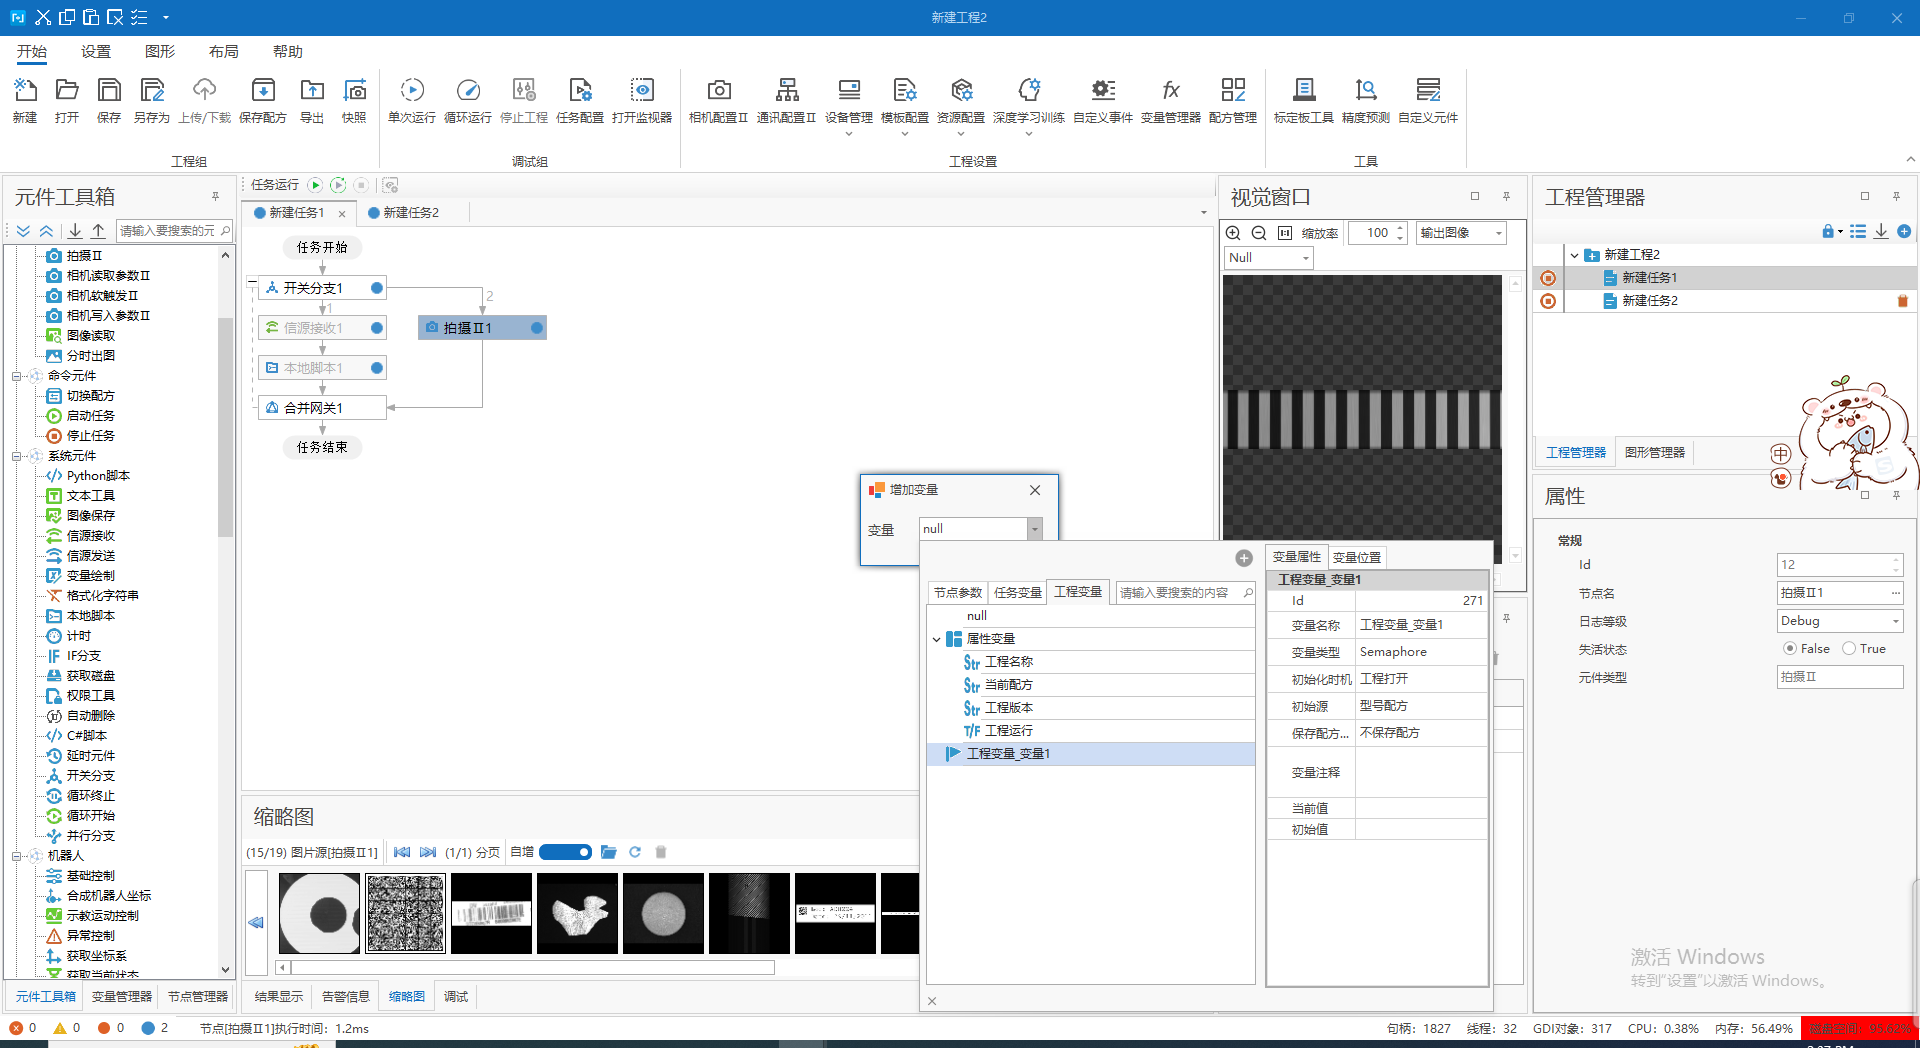 新建工程2
开始 设置 图形 布局 帮助
新建 打开 保存 另存为 上传/下载 保存配方 导出 快照 单次运行 循环运行 停止工程 任务配置 打开监视器 相机配置II 通讯配置II 设备管理 模板配置 资源配置 深度学习训练 自定义事件 变量管理器 配方管理 标定板工具 精度预测 自定义元件
工程组 调试组 工程设置 工具
元件工具箱
请输入要搜索的元
拍摄II
相机读取参数II
相机软触发II
相机写入参数II
图像读取
分时出图
命令元件
切换配方
启动任务
停止任务
系统元件
Python脚本
文本工具
图像保存
信源接收
信源发送
变量绘制
格式化字符串
本地脚本
计时
IF分支
获取磁盘
权限工具
自动删除
C#脚本
延时元件
开关分支
循环终止
循环开始
并行分支
机器人
基础控制
合成机器人坐标
示教运动控制
异常控制
获取坐标系
获取当前状态
元件工具箱 变量管理器 节点管理器
任务运行
新建任务1 新建任务2
任务开始
开关分支1
1
2
信源接收1
拍摄II1
本地脚本1
合并网关1
任务结束
增加变量
变量 null
节点参数 任务变量 工程变量 请输入要搜索的内容
null
属性变量
Str 工程名称
Str 当前配方
Str 工程版本
T/F 工程运行
工程变量_变量1
变量属性 变量位置
工程变量_变量1
Id 271
变量名称 工程变量_变量1
变量类型 Semaphore
初始化时机 工程打开
初始源 型号配方
保存配方... 不保存配方
变量注释
当前值
初始值
缩略图
(15/19) 图片源[拍摄II1] (1/1) 分页 自增
结果显示 告警信息 缩略图 调试
视觉窗口
缩放率 100 输出图像
Null
工程管理器
新建工程2
新建任务1
新建任务2
工程管理器 图形管理器
中
属性
常规
Id 12
节点名 拍摄II1 ...
日志等级 Debug
失活状态 False True
元件类型 拍摄II
激活 Windows
转到"设置"以激活 Windows。
0 0 0 2 节点[拍摄II1]执行时间：1.2ms
句柄：1827 线程：32 GDI对象：317 CPU：0.38% 内存：56.49%